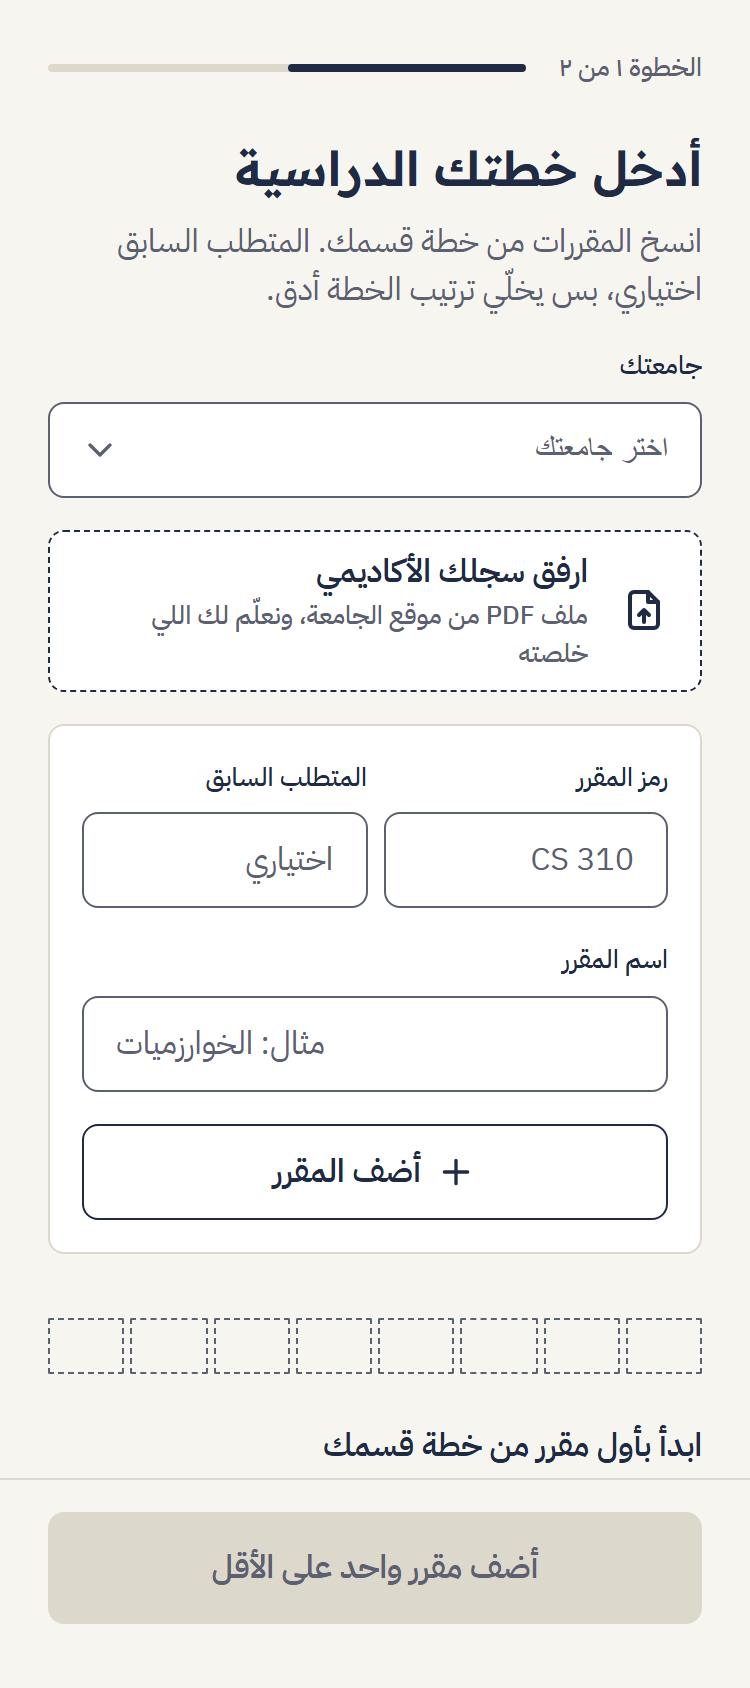 الخطوة ١ من ٢
أدخل خطتك الدراسية
انسخ المقررات من خطة قسمك. المتطلب السابق
اختياري، بس يخلّي ترتيب الخطة أدق.
جامعتك
اختر جامعتك
ارفق سجلك الأكاديمي
ملف PDF من موقع الجامعة، ونعلّم لك اللي
خلصته
رمز المقرر
المتطلب السابق
CS 310
اختياري
اسم المقرر
مثال: الخوارزميات
أضف المقرر
ابدأ بأول مقرر من خطة قسمك
أضف مقرر واحد على الأقل